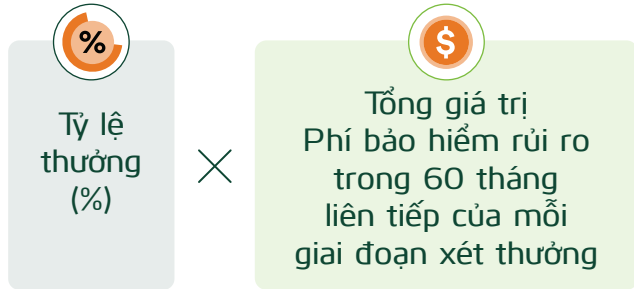 %
$
Tỷ lệ
thưởng
(%)
Tổng giá trị
Phí bảo hiểm rủi ro
trong 60 tháng
liên tiếp của mỗi
giai đoạn xét thưởng